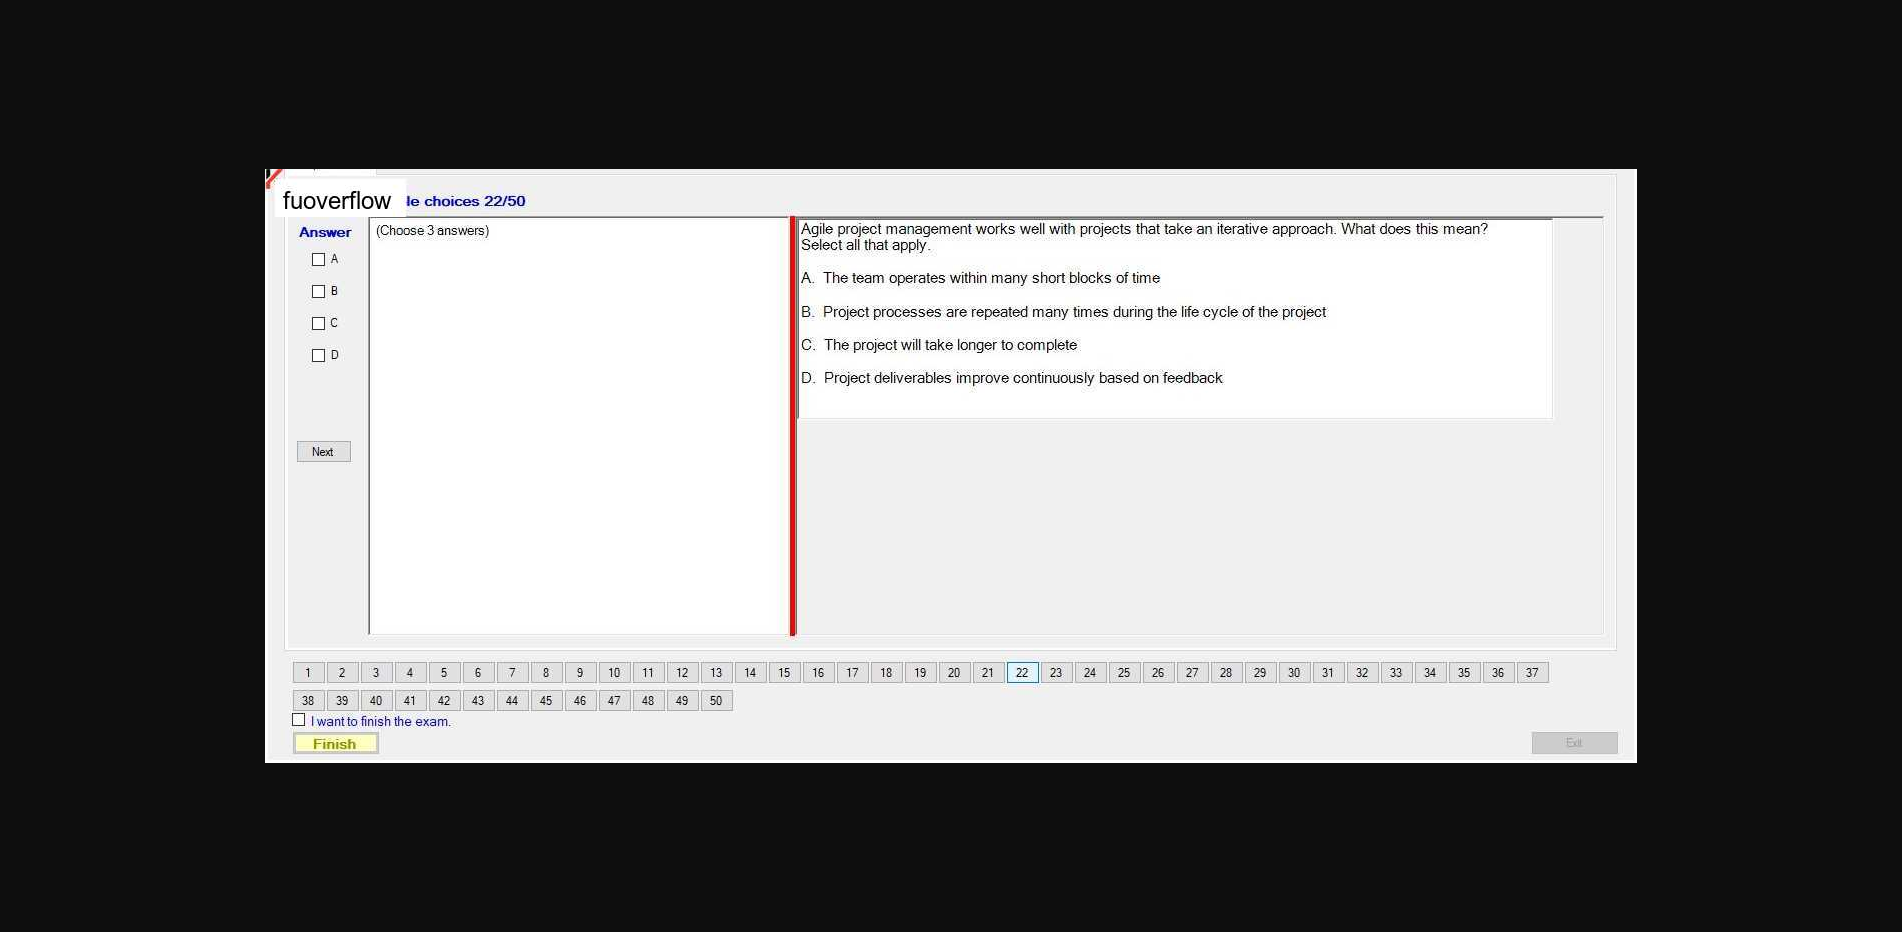 fuoverflow
le choices 22/50
Answer
(Choose 3 answers)
A
B
C
D
Next
Agile project management works well with projects that take an iterative approach. What does this mean?
Select all that apply.
A. The team operates within many short blocks of time
B. Project processes are repeated many times during the life cycle of the project
C. The project will take longer to complete
D. Project deliverables improve continuously based on feedback
1 2 3 4 5 6 7 8 9 10 11 12 13 14 15 16 17 18 19 20 21 22 23 24 25 26 27 28 29 30 31 32 33 34 35 36 37
38 39 40 41 42 43 44 45 46 47 48 49 50
I want to finish the exam.
Finish
Exit